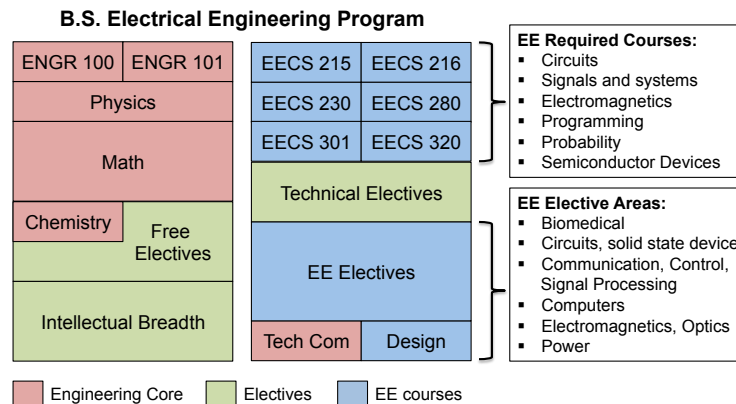 B.S. Electrical Engineering Program
ENGR 100 ENGR 101
Physics
Math
Chemistry
Free
Electives
Intellectual Breadth
EECS 215 EECS 216
EECS 230 EECS 280
EECS 301 EECS 320
Technical Electives
EE Electives
Tech Com Design
EE Required Courses:
▪ Circuits
▪ Signals and systems
▪ Electromagnetics
▪ Programming
▪ Probability
▪ Semiconductor Devices
EE Elective Areas:
▪ Biomedical
▪ Circuits, solid state device
▪ Communication, Control,
Signal Processing
▪ Computers
▪ Electromagnetics, Optics
▪ Power
Engineering Core Electives EE courses